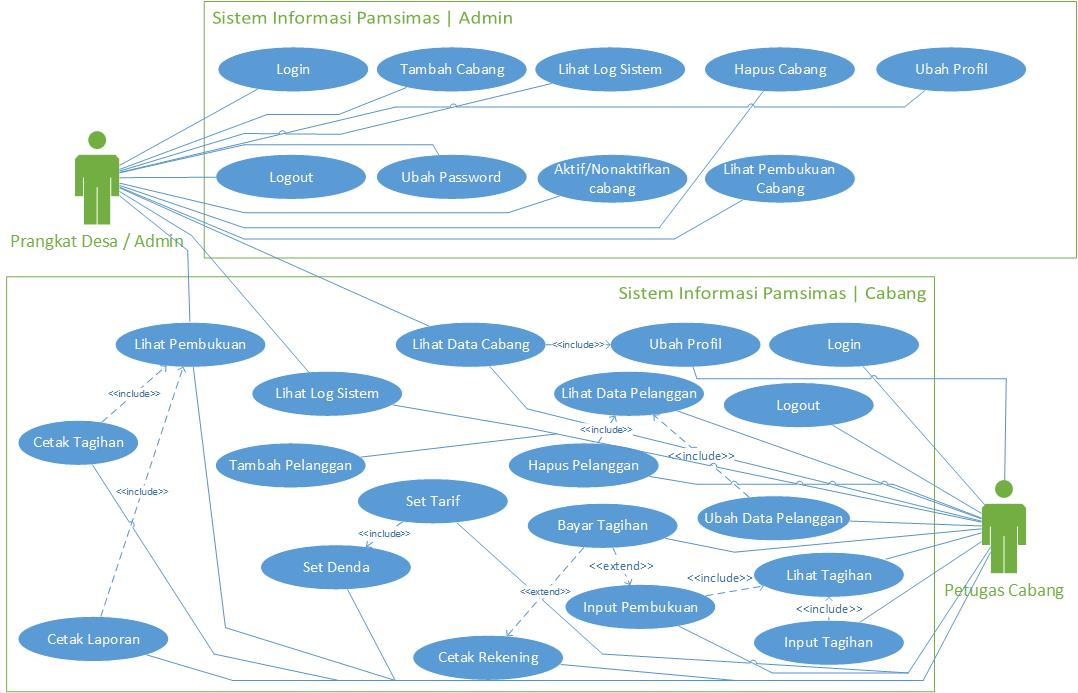 Sistem Informasi Pamsimas | Admin
Login
Tambah Cabang
Lihat Log Sistem
Hapus Cabang
Ubah Profil
Logout
Ubah Password
Aktif/Nonaktifkan
cabang
Lihat Pembukuan
Cabang
Prangkat Desa / Admin
Sistem Informasi Pamsimas | Cabang
Lihat Pembukuan
Lihat Data Cabang
<<include>>
Ubah Profil
Login
Lihat Log Sistem
<<include>>
Lihat Data Pelanggan
Logout
<<include>>
Cetak Tagihan
<<include>>
Tambah Pelanggan
Hapus Pelanggan
<<include>>
Set Tarif
Bayar Tagihan
Ubah Data Pelanggan
<<include>>
Set Denda
<<extend>>
<<include>>
Lihat Tagihan
<<extend>>
Petugas Cabang
Input Pembukuan
<<include>>
Cetak Laporan
Cetak Rekening
Input Tagihan